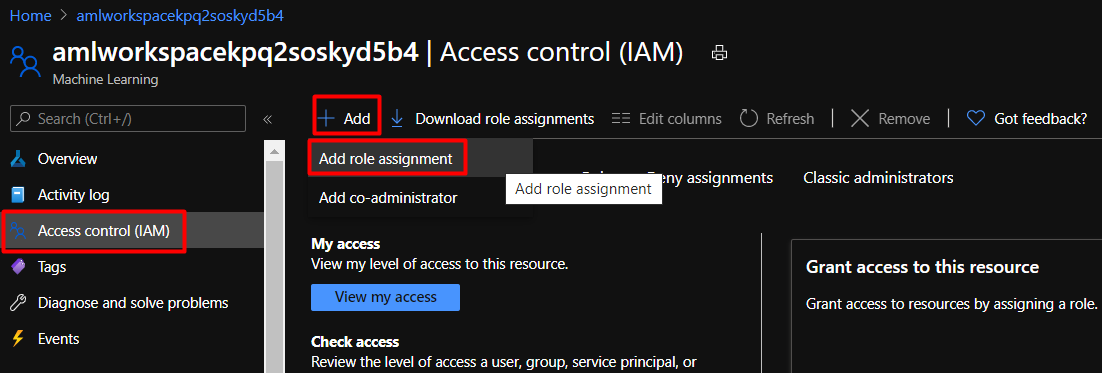 Home > amlworkspacekpq2soskyd5b4
amlworkspacekpq2soskyd5b4 | Access control (IAM)
Machine Learning
Search (Ctrl+/)
«
+ Add
Download role assignments
Edit columns
Refresh
Remove
Got feedback?
Add role assignment
Add co-administrator
Add role assignment
Deny assignments
Classic administrators
Overview
Activity log
Access control (IAM)
Tags
Diagnose and solve problems
Events
My access
View my level of access to this resource.
View my access
Check access
Review the level of access a user, group, service principal, or
Grant access to this resource
Grant access to resources by assigning a role.